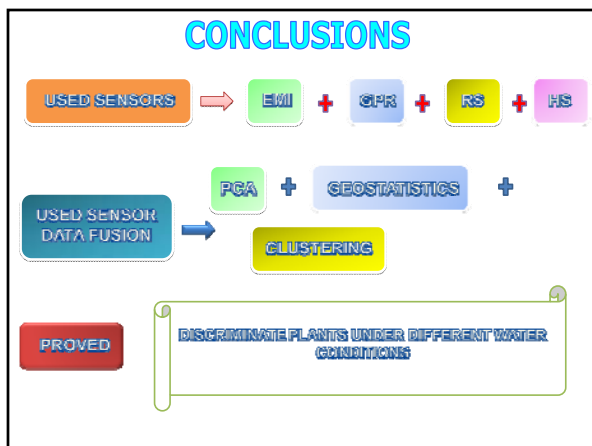 CONCLUSIONS
USED SENSORS EMI + GPR + RS + HS
PCA + GEOSTATISTICS +
USED SENSOR
DATA FUSION
CLUSTERING
PROVED
DISCRIMINATE PLANTS UNDER DIFFERENT WATER
CONDITIONS